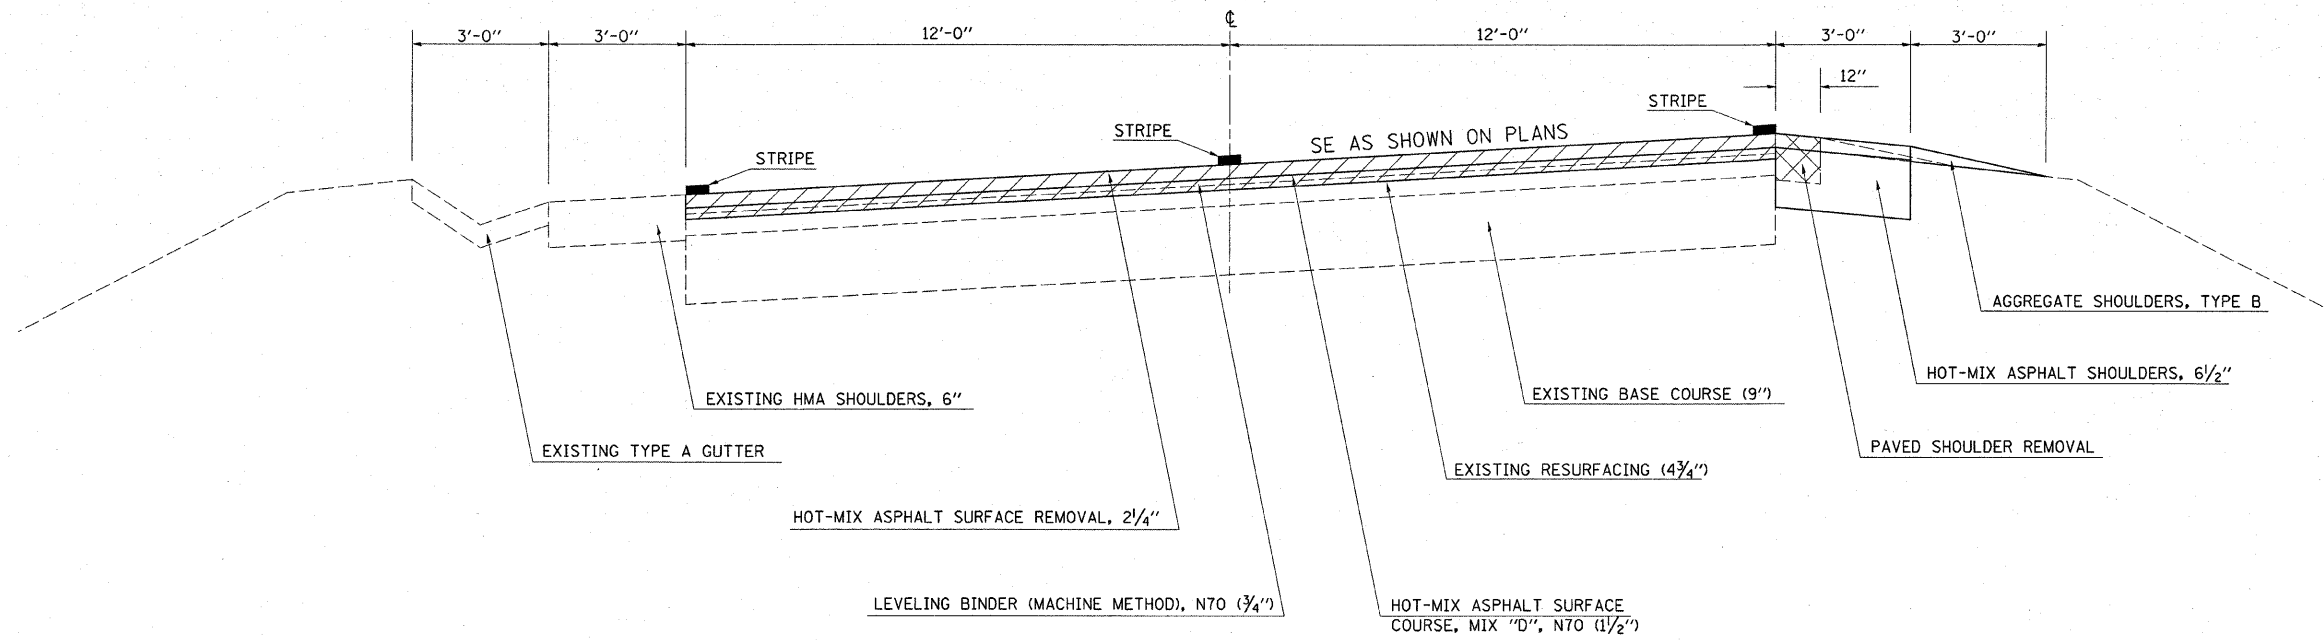 ℄
3'-0" 3'-0" 12'-0" 12'-0" 3'-0" 3'-0"
12"
STRIPE
STRIPE
STRIPE
SE AS SHOWN ON PLANS
AGGREGATE SHOULDERS, TYPE B
HOT-MIX ASPHALT SHOULDERS, 6½"
EXISTING HMA SHOULDERS, 6"
EXISTING BASE COURSE (9")
EXISTING TYPE A GUTTER
PAVED SHOULDER REMOVAL
EXISTING RESURFACING (4¾")
HOT-MIX ASPHALT SURFACE REMOVAL, 2¼"
LEVELING BINDER (MACHINE METHOD), N70 (¾")
HOT-MIX ASPHALT SURFACE
COURSE, MIX "D", N70 (1½")